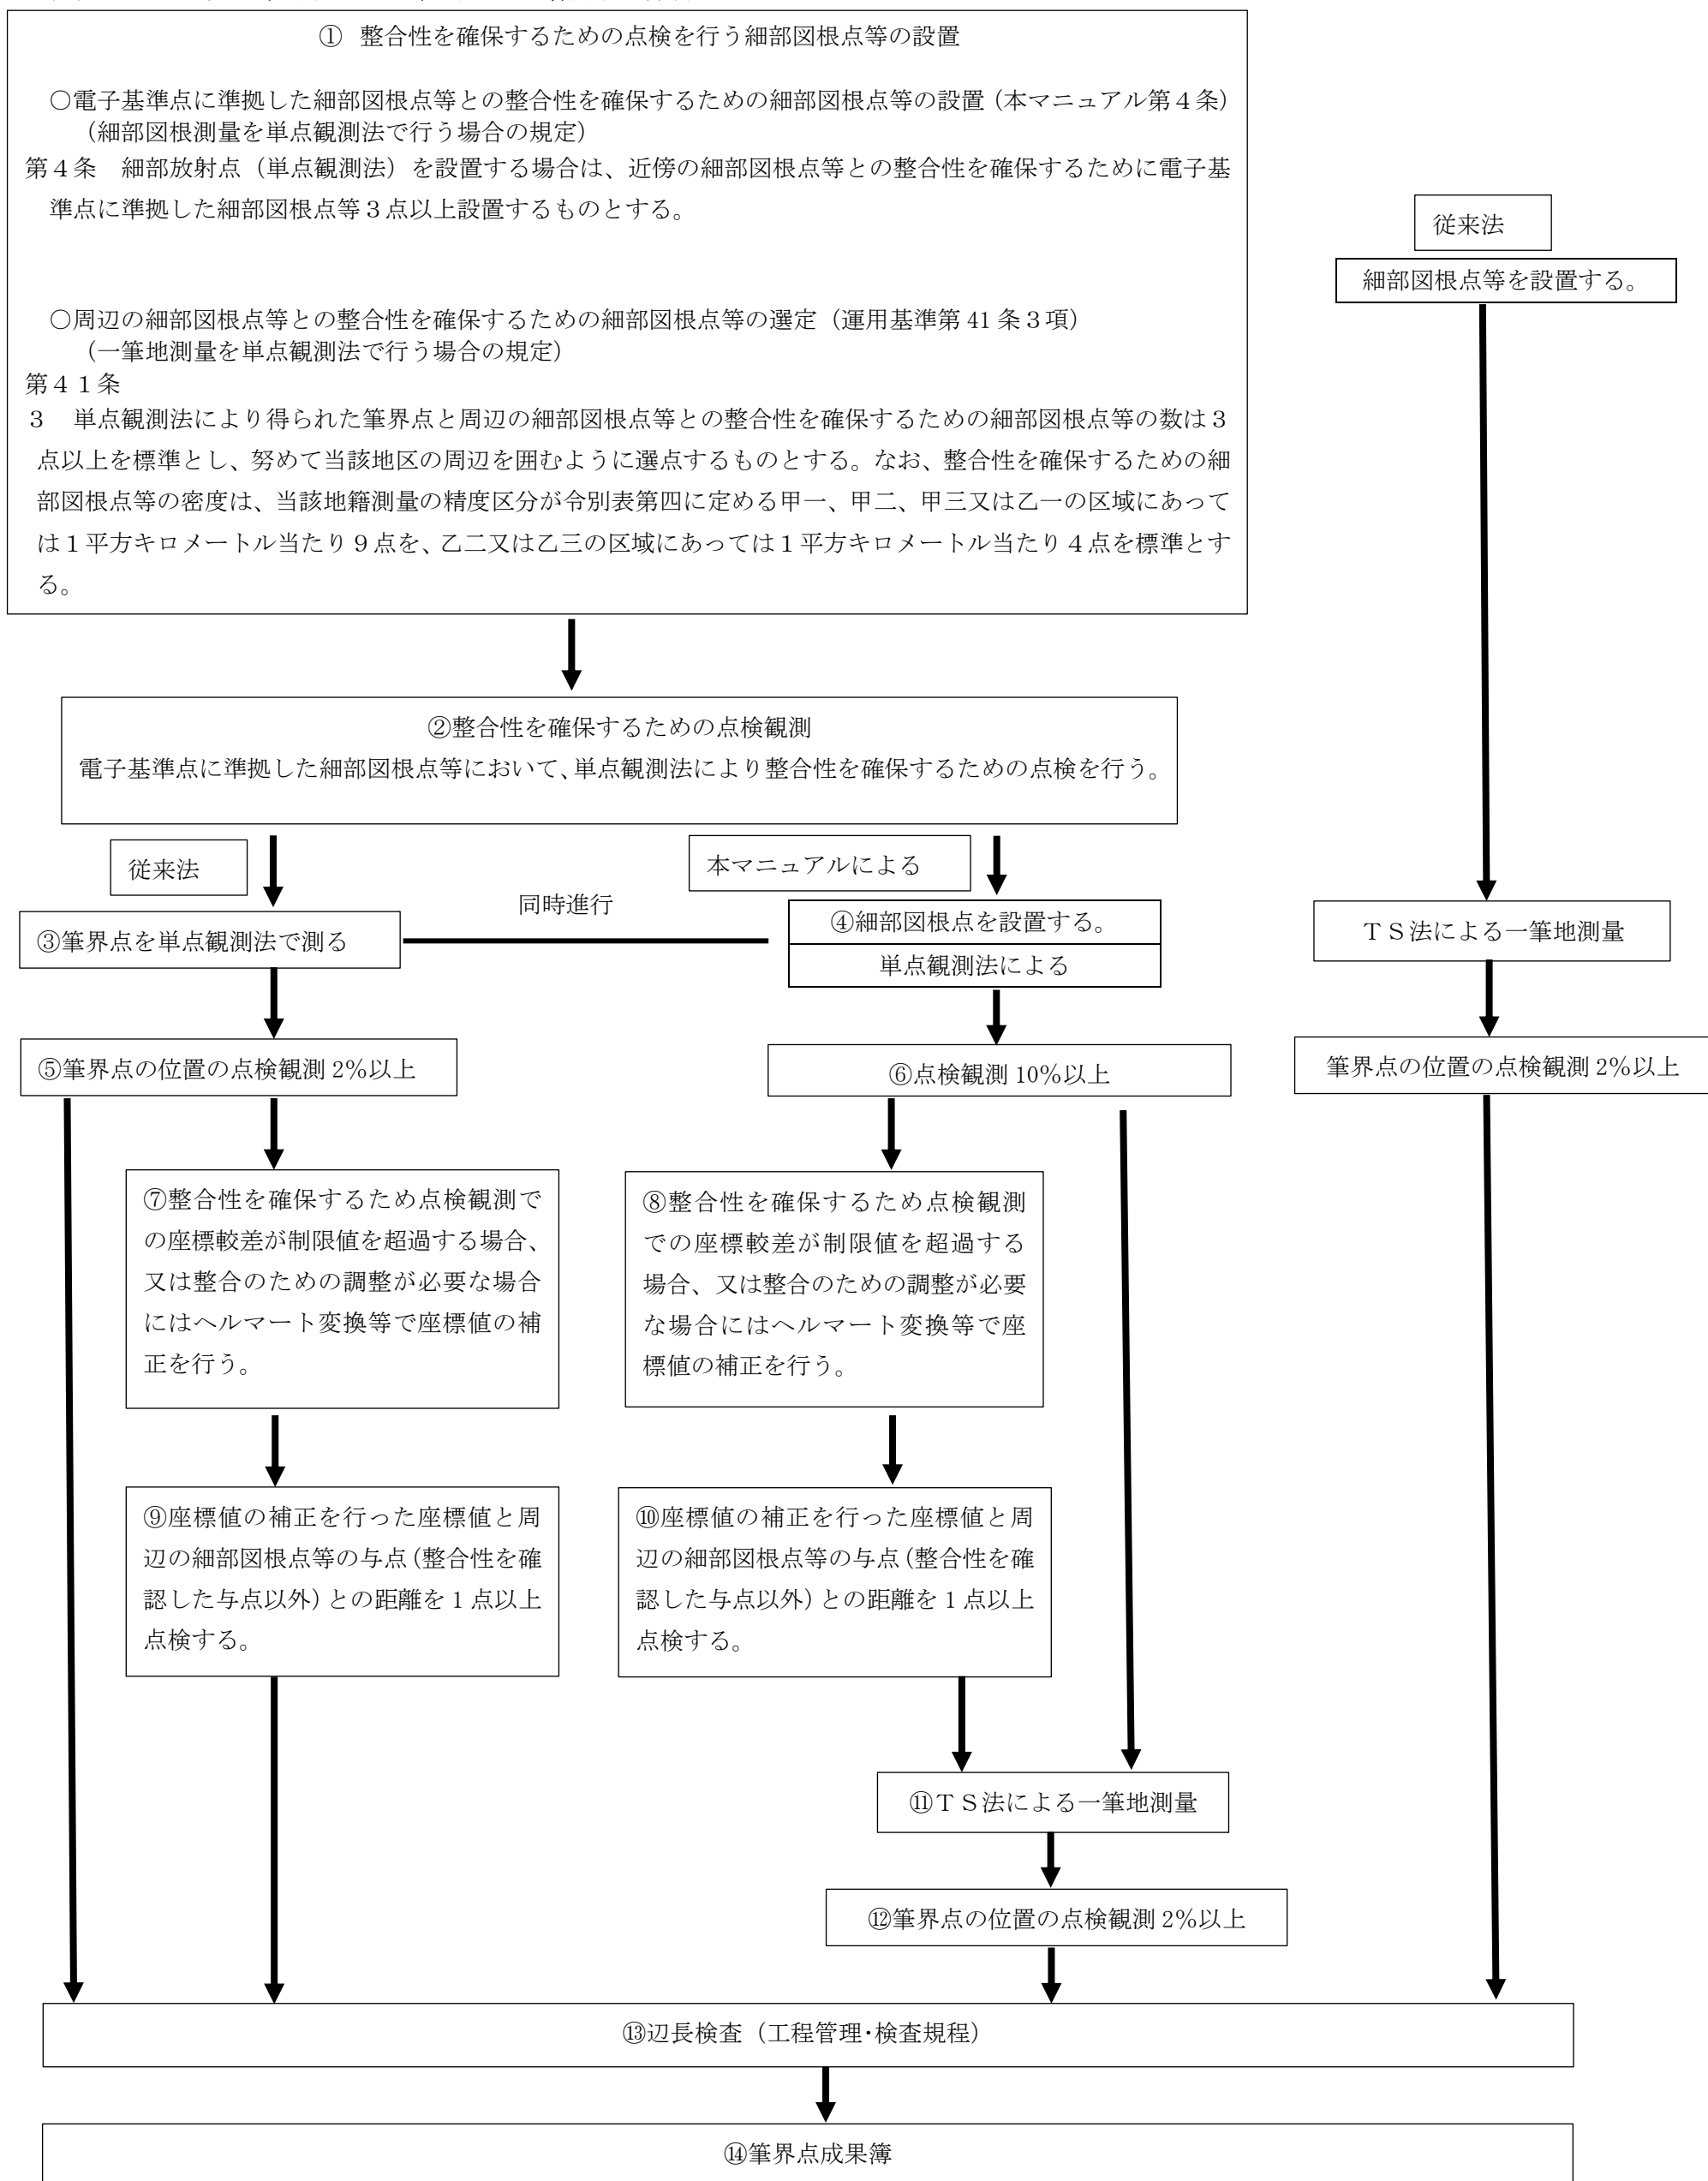 ① 整合性を確保するための点検を行う細部図根点等の設置
〇電子基準点に準拠した細部図根点等との整合性を確保するための細部図根点等の設置（本マニュアル第４条）
（細部図根測量を単点観測法で行う場合の規定）
第４条　細部放射点（単点観測法）を設置する場合は、近傍の細部図根点等との整合性を確保するために電子基
準点に準拠した細部図根点等３点以上設置するものとする。
〇周辺の細部図根点等との整合性を確保するための細部図根点等の選定（運用基準第 41 条３項）
（一筆地測量を単点観測法で行う場合の規定）
第４１条
３　単点観測法により得られた筆界点と周辺の細部図根点等との整合性を確保するための細部図根点等の数は３
点以上を標準とし、努めて当該地区の周辺を囲むように選点するものとする。なお、整合性を確保するための細
部図根点等の密度は、当該地籍測量の精度区分が令別表第四に定める甲一、甲二、甲三又は乙一の区域にあって
は１平方キロメートル当たり９点を、乙二又は乙三の区域にあっては１平方キロメートル当たり４点を標準とす
る。
従来法
細部図根点等を設置する。
②整合性を確保するための点検観測
電子基準点に準拠した細部図根点等において、単点観測法により整合性を確保するための点検を行う。
従来法
本マニュアルによる
同時進行
③筆界点を単点観測法で測る
④細部図根点を設置する。
単点観測法による
ＴＳ法による一筆地測量
⑤筆界点の位置の点検観測 2％以上
⑥点検観測 10％以上
筆界点の位置の点検観測 2％以上
⑦整合性を確保するため点検観測で
の座標較差が制限値を超過する場合、
又は整合のための調整が必要な場合
にはヘルマート変換等で座標値の補
正を行う。
⑧整合性を確保するため点検観測
での座標較差が制限値を超過する
場合、又は整合のための調整が必要
な場合にはヘルマート変換等で座
標値の補正を行う。
⑨座標値の補正を行った座標値と周
辺の細部図根点等の与点（整合性を確
認した与点以外）との距離を１点以上
点検する。
⑩座標値の補正を行った座標値と周
辺の細部図根点等の与点（整合性を確
認した与点以外）との距離を１点以上
点検する。
⑪ＴＳ法による一筆地測量
⑫筆界点の位置の点検観測 2％以上
⑬辺長検査（工程管理・検査規程）
⑭筆界点成果簿